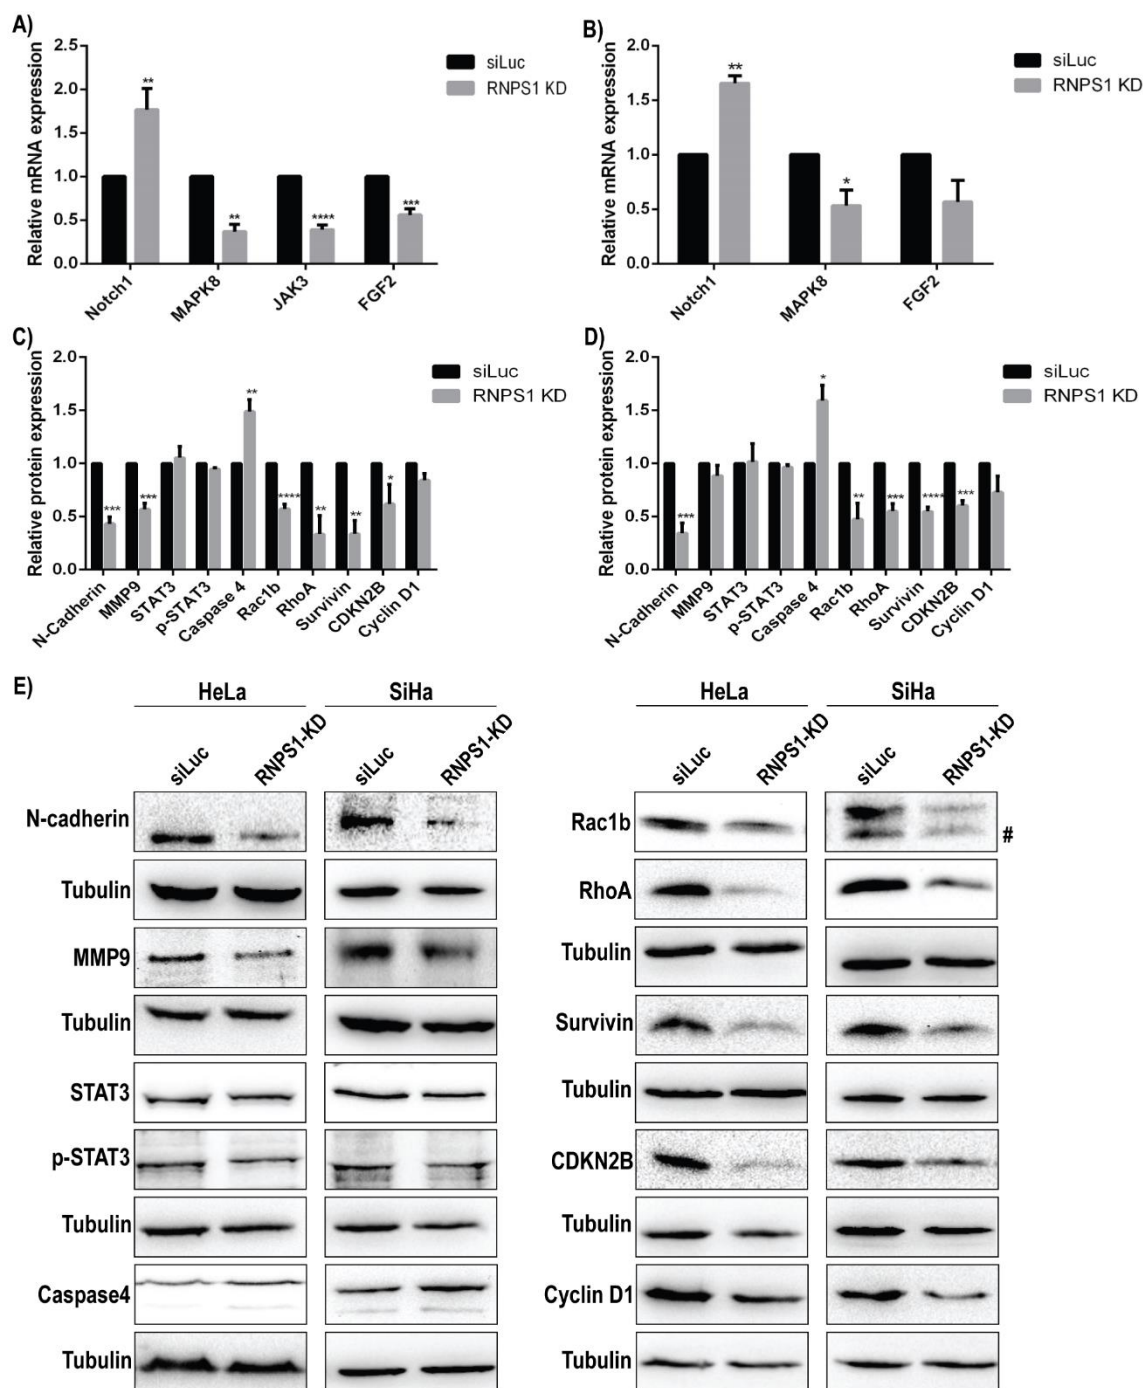 A)
Relative mRNA expression
2.5
2.0
1.5
1.0
0.5
0.0
** ** **** ***
Notch1 MAPK8 JAK3 FGF2
siLuc
RNPS1 KD
B)
Relative mRNA expression
2.0
1.5
1.0
0.5
0.0
** *
Notch1 MAPK8 FGF2
siLuc
RNPS1 KD
C)
Relative protein expression
2.0
1.5
1.0
0.5
0.0
*** *** ** **** ** ** *
N-Cadherin MMP9 STAT3 p-STAT3 Caspase 4 Rac1b RhoA Survivin CDKN2B Cyclin D1
siLuc
RNPS1 KD
D)
Relative protein expression
2.0
1.5
1.0
0.5
0.0
*** * ** *** **** ***
N-Cadherin MMP9 STAT3 p-STAT3 Caspase 4 Rac1b RhoA Survivin CDKN2B Cyclin D1
siLuc
RNPS1 KD
E)
HeLa SiHa
siLuc RNPS1-KD siLuc RNPS1-KD
N-cadherin
Tubulin
MMP9
Tubulin
STAT3
p-STAT3
Tubulin
Caspase4
Tubulin
HeLa SiHa
siLuc RNPS1-KD siLuc RNPS1-KD
Rac1b #
RhoA
Tubulin
Survivin
Tubulin
CDKN2B
Tubulin
Cyclin D1
Tubulin